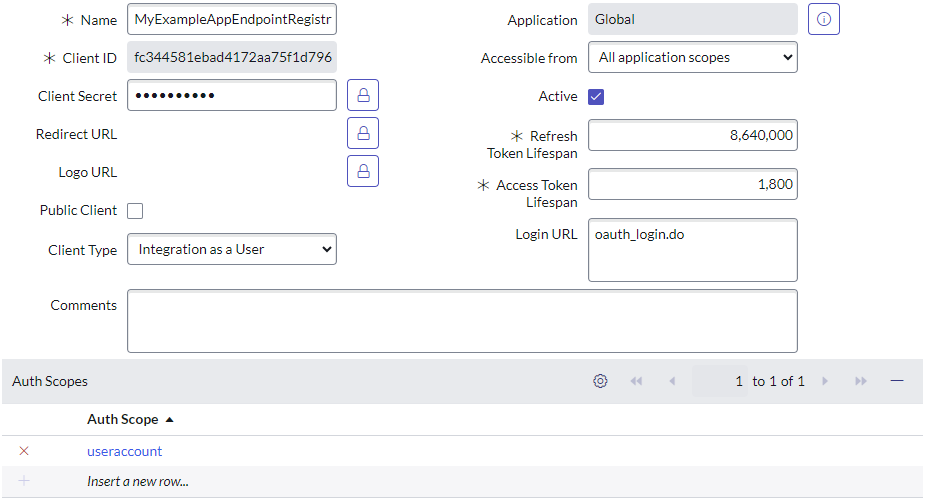 Name
MyExampleAppEndpointRegistr
Client ID
fc344581ebad4172aa75f1d796
Client Secret
••••••••••
Redirect URL
Logo URL
Public Client
Client Type
Integration as a User
Application
Global
Accessible from
All application scopes
Active
Refresh
Token Lifespan
8,640,000
Access Token
Lifespan
1,800
Login URL
oauth_login.do
Comments
Auth Scopes
1 to 1 of 1
Auth Scope
useraccount
Insert a new row...